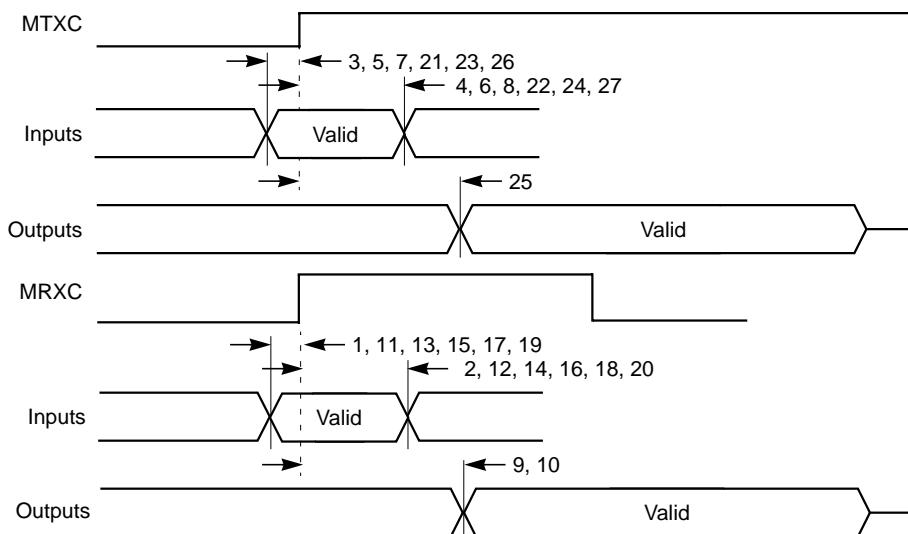 MTXC
3, 5, 7, 21, 23, 26
4, 6, 8, 22, 24, 27
Inputs
Valid
25
Outputs
Valid
MRXC
1, 11, 13, 15, 17, 19
2, 12, 14, 16, 18, 20
Inputs
Valid
9, 10
Outputs
Valid